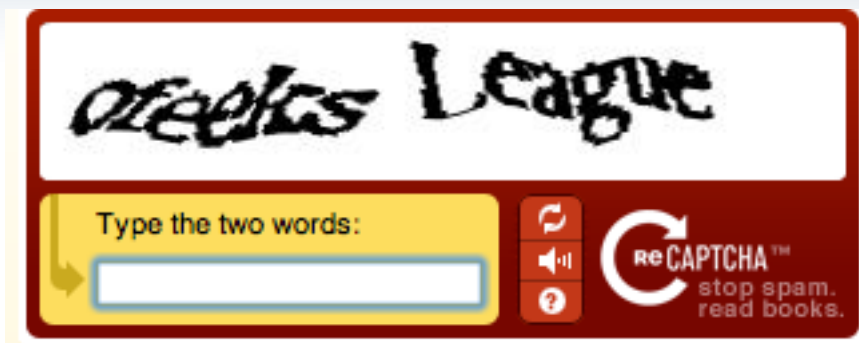 League
Type the two words:
reCAPTCHA™
stop spam.
read books.